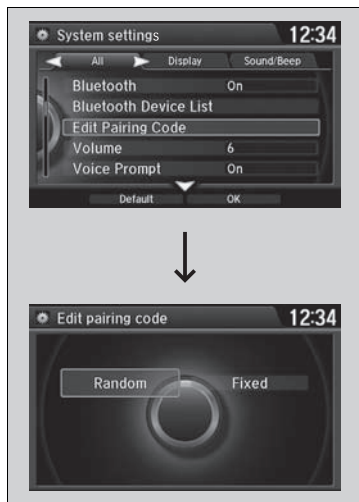 System settings 12:34
All Display Sound/Beep
Bluetooth On
Bluetooth Device List
Edit Pairing Code
Volume 6
Voice Prompt On
Default OK
Edit pairing code 12:34
Random Fixed